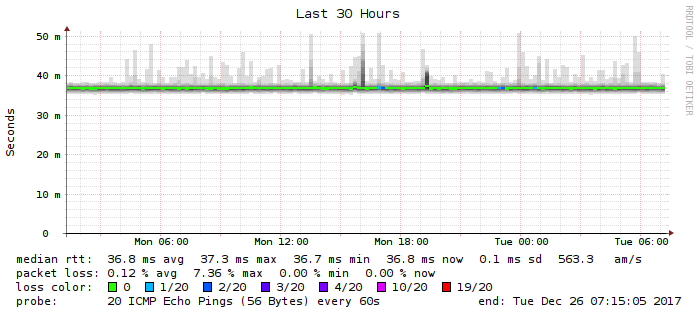 Last 30 Hours
RRDTOOL / TOBI OETIKER
Seconds
50 m
40 m
30 m
20 m
10 m
0
Mon 06:00 Mon 12:00 Mon 18:00 Tue 00:00 Tue 06:00
median rtt: 36.8 ms avg 37.3 ms max 36.7 ms min 36.8 ms now 0.1 ms sd 563.3 am/s
packet loss: 0.12 % avg 7.36 % max 0.00 % min 0.00 % now
loss color: 0 1/20 2/20 3/20 4/20 10/20 19/20
probe: 20 ICMP Echo Pings (56 Bytes) every 60s end: Tue Dec 26 07:15:05 2017